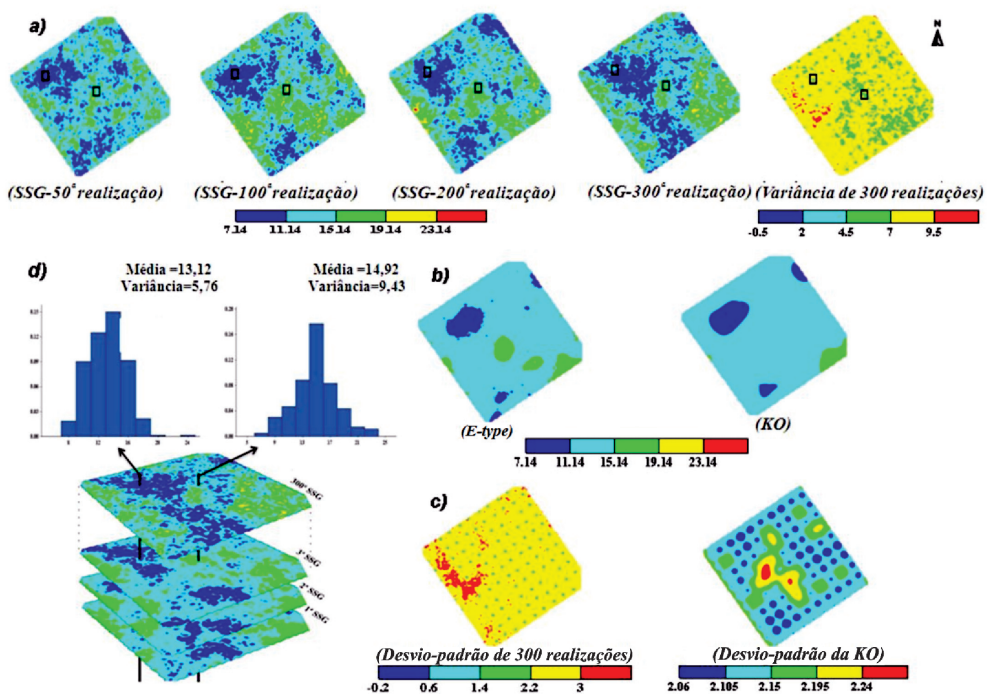 a)
N
(SSG-50ª realização)
(SSG-100ª realização)
(SSG-200ª realização)
(SSG-300ª realização)
(Variância de 300 realizações)
7.14 11.14 15.14 19.14 23.14
-0.5 2 4.5 7 9.5
d)
Média =13,12
Variância=5,76
Média =14,92
Variância=9,43
b)
(E-type)
(KO)
7.14 11.14 15.14 19.14 23.14
300ª SSG
3ª SSG
2ª SSG
1ª SSG
c)
(Desvio-padrão de 300 realizações)
(Desvio-padrão da KO)
-0.2 0.6 1.4 2.2 3
2.06 2.105 2.15 2.195 2.24